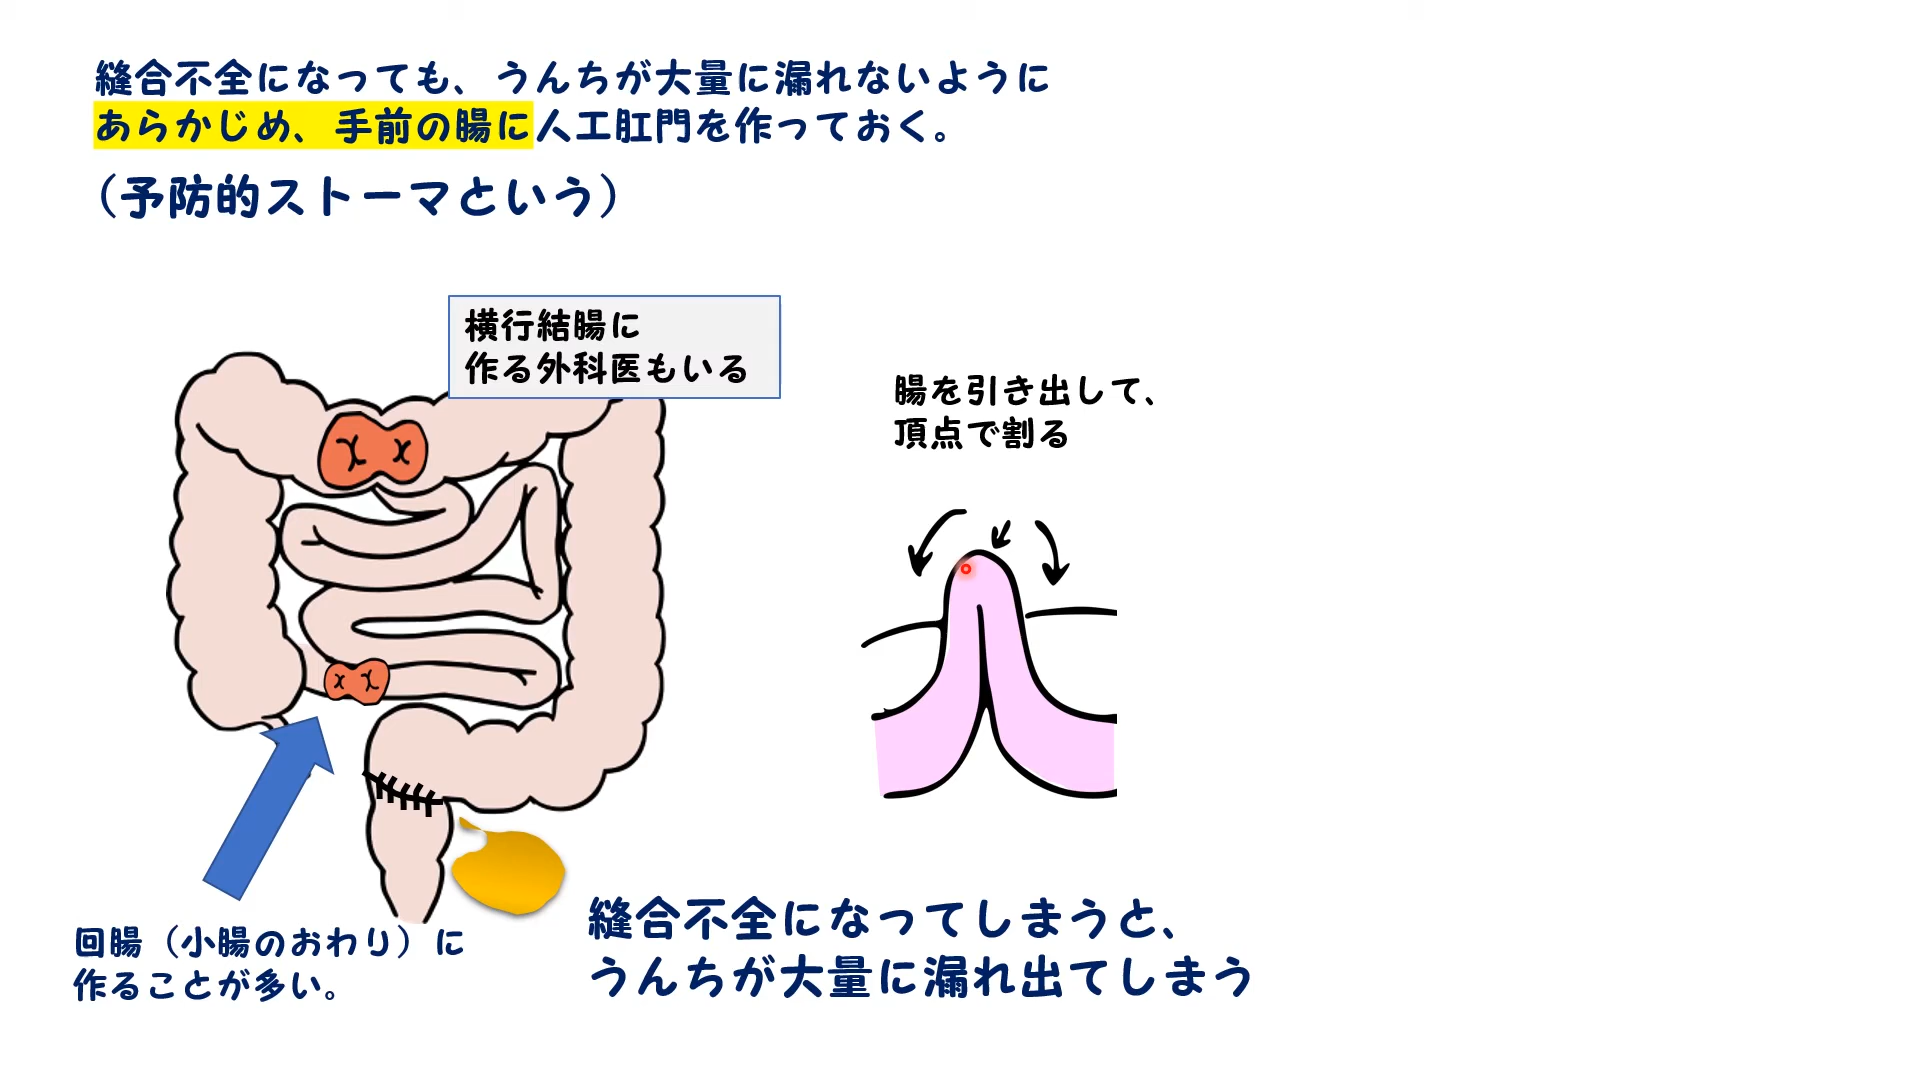 縫合不全になっても、うんちが大量に漏れないように
あらかじめ、手前の腸に人工肛門を作っておく。
（予防的ストーマという）
横行結腸に
作る外科医もいる
腸を引き出して、
頂点で割る
回腸（小腸のおわり）に
作ることが多い。
縫合不全になってしまうと、
うんちが大量に漏れ出てしまう